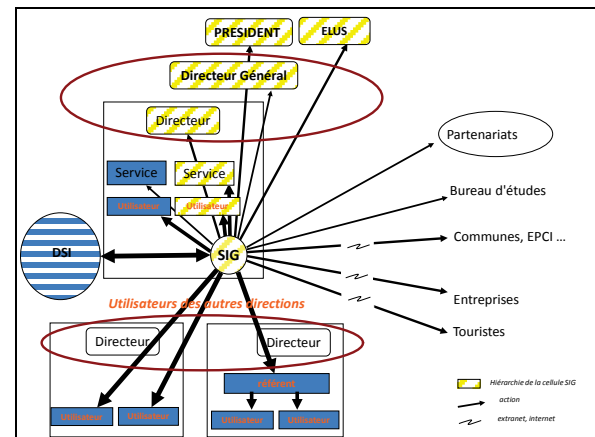 PRESIDENT
ELUS
Directeur Général
Directeur
Partenariats
Service
Service
Bureau d'études
Utilisateur
Utilisateur
Communes, EPCI ...
DSI
SIG
Utilisateurs des autres directions
Entreprises
Directeur
Directeur
Touristes
référent
Hiérarchie de la cellule SIG
action
Utilisateur
Utilisateur
Utilisateur
Utilisateur
extranet, internet